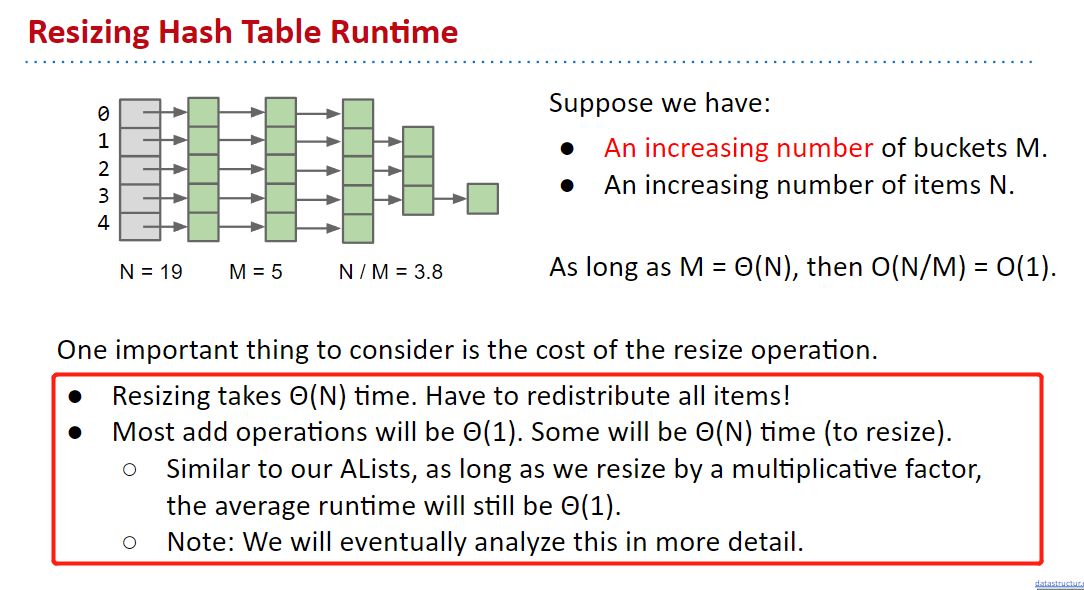 Resizing Hash Table Runtime
0
1
2
3
4
N = 19 M = 5 N / M = 3.8
Suppose we have:
● An increasing number of buckets M.
● An increasing number of items N.
As long as M = Θ(N), then O(N/M) = O(1).
One important thing to consider is the cost of the resize operation.
● Resizing takes Θ(N) time. Have to redistribute all items!
● Most add operations will be Θ(1). Some will be Θ(N) time (to resize).
○ Similar to our ALists, as long as we resize by a multiplicative factor,
the average runtime will still be Θ(1).
○ Note: We will eventually analyze this in more detail.
datastructur.e